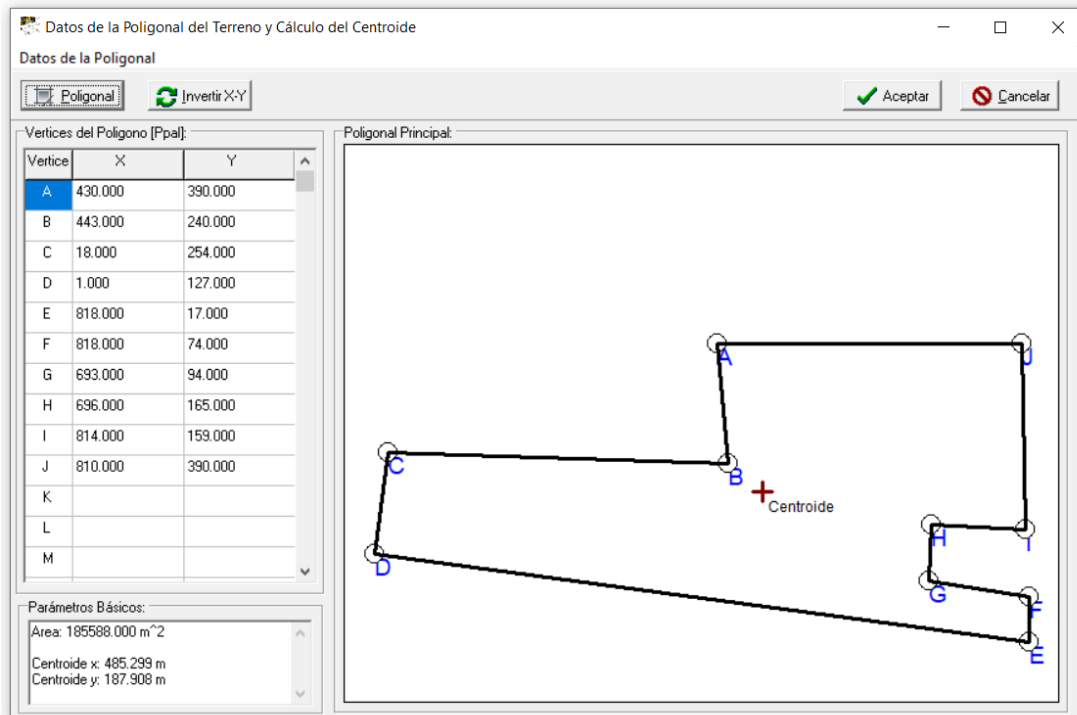 Datos de la Poligonal del Terreno y Cálculo del Centroide
Datos de la Poligonal
Poligonal Invertir X-Y Aceptar Cancelar
Vertices del Poligono [Ppal]:
Vertice X Y
A 430.000 390.000
B 443.000 240.000
C 18.000 254.000
D 1.000 127.000
E 818.000 17.000
F 818.000 74.000
G 693.000 94.000
H 696.000 165.000
I 814.000 159.000
J 810.000 390.000
K
L
M
Parámetros Básicos:
Area: 185588.000 m^2
Centroide x: 485.299 m
Centroide y: 187.908 m
Poligonal Principal:
A
J
C
B
Centroide
H
I
D
G
F
E